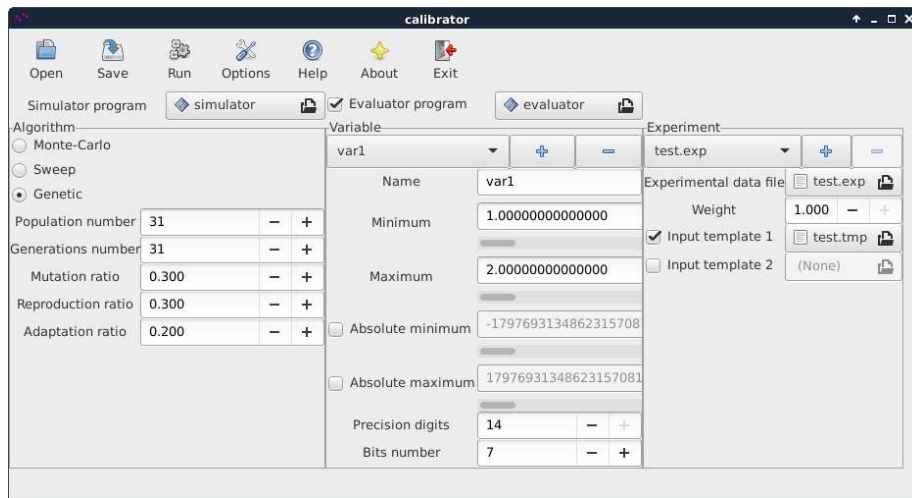 calibrator
Open Save Run Options Help About Exit
Simulator program simulator Evaluator program evaluator
Algorithm
Monte-Carlo
Sweep
Genetic
Population number 31
Generations number 31
Mutation ratio 0.300
Reproduction ratio 0.300
Adaptation ratio 0.200
Variable
var1
Name var1
Minimum 1.00000000000000
Maximum 2.00000000000000
Absolute minimum -1797693134862315708
Absolute maximum 17976931348623157081
Precision digits 14
Bits number 7
Experiment
test.exp
Experimental data file test.exp
Weight 1.000
Input template 1 test.tmp
Input template 2 (None)